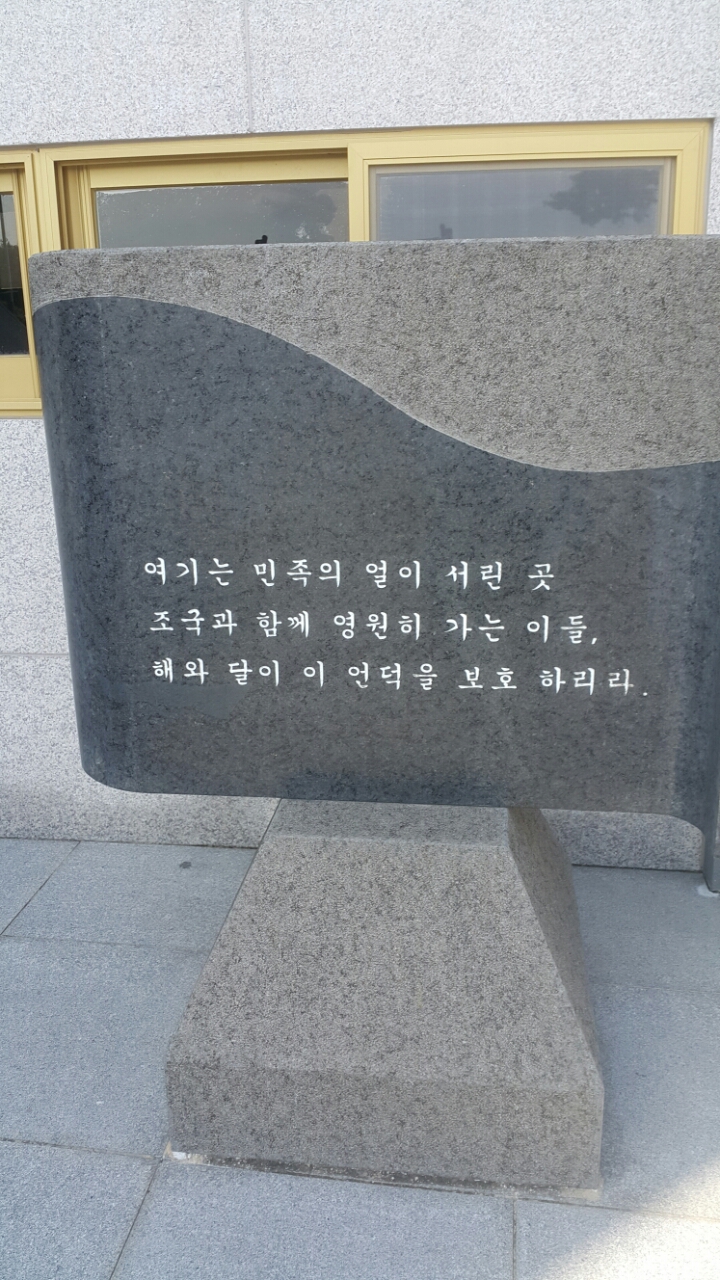 여기는 민족의 얼이 서린 곳
조국과 함께 영원히 가는 이들,
해와 달이 이 언덕을 보호 하리라.